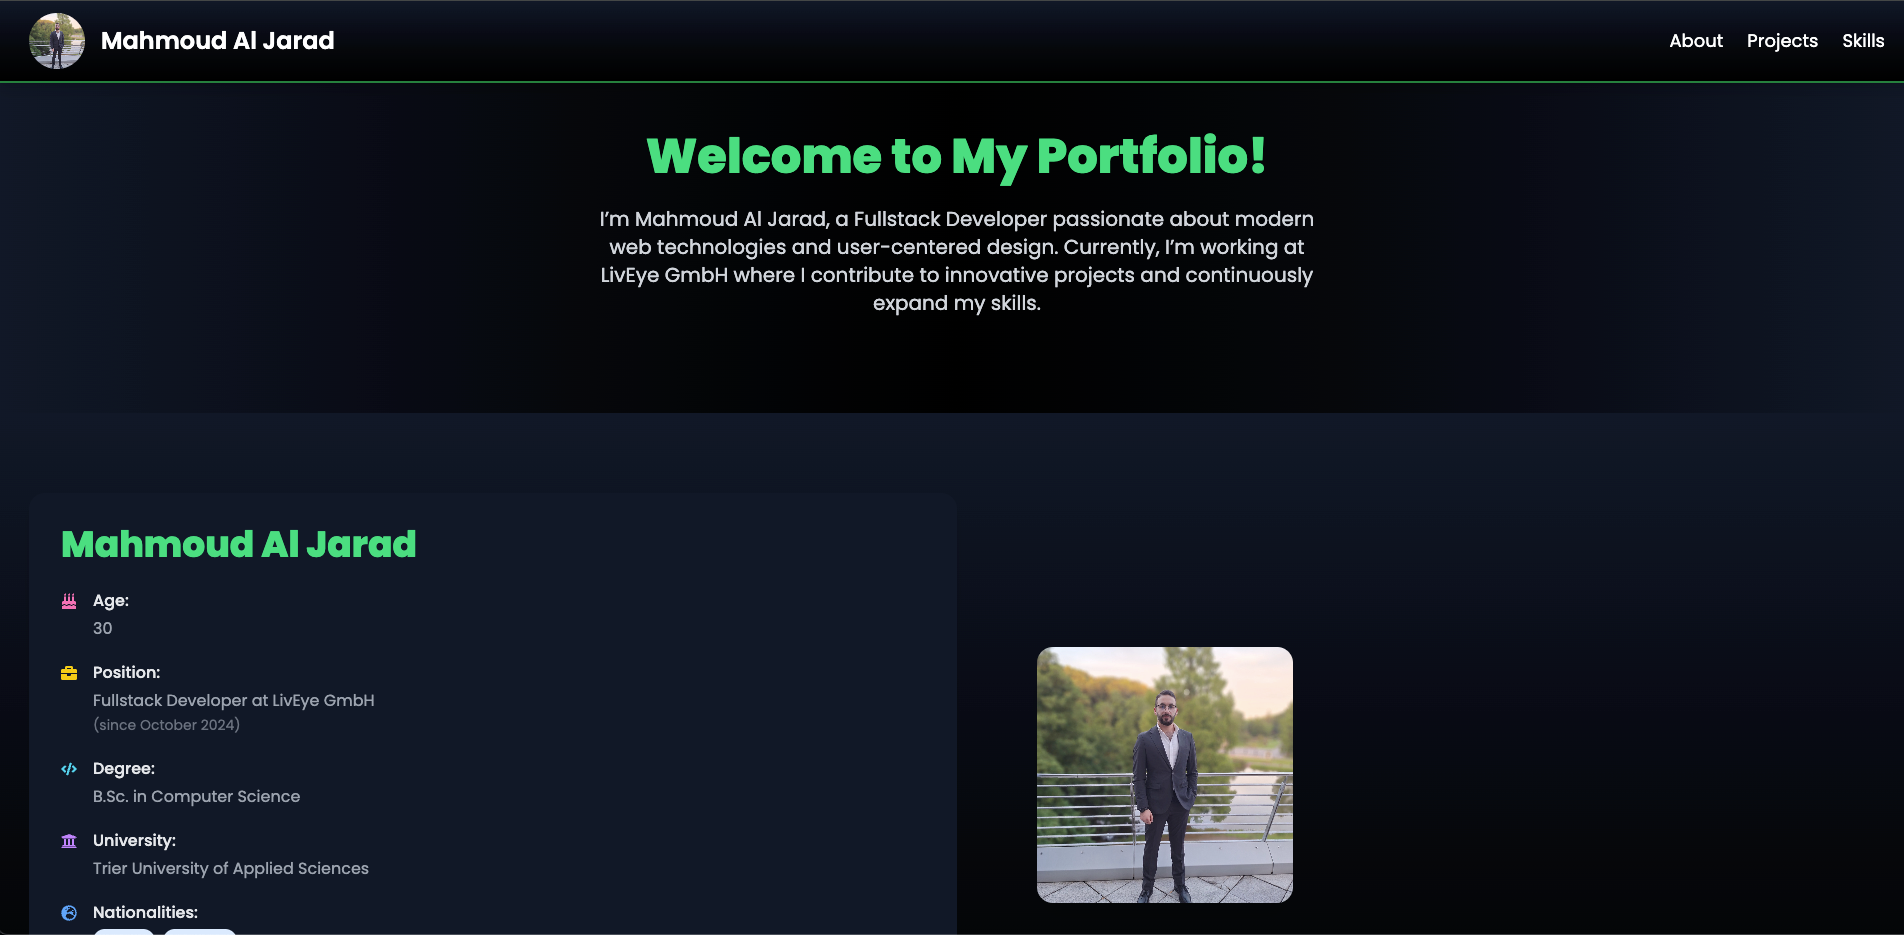 Mahmoud Al Jarad
About Projects Skills
Welcome to My Portfolio!
I’m Mahmoud Al Jarad, a Fullstack Developer passionate about modern
web technologies and user-centered design. Currently, I’m working at
LivEye GmbH where I contribute to innovative projects and continuously
expand my skills.
Mahmoud Al Jarad
Age:
30
Position:
Fullstack Developer at LivEye GmbH
(since October 2024)
Degree:
B.Sc. in Computer Science
University:
Trier University of Applied Sciences
Nationalities: